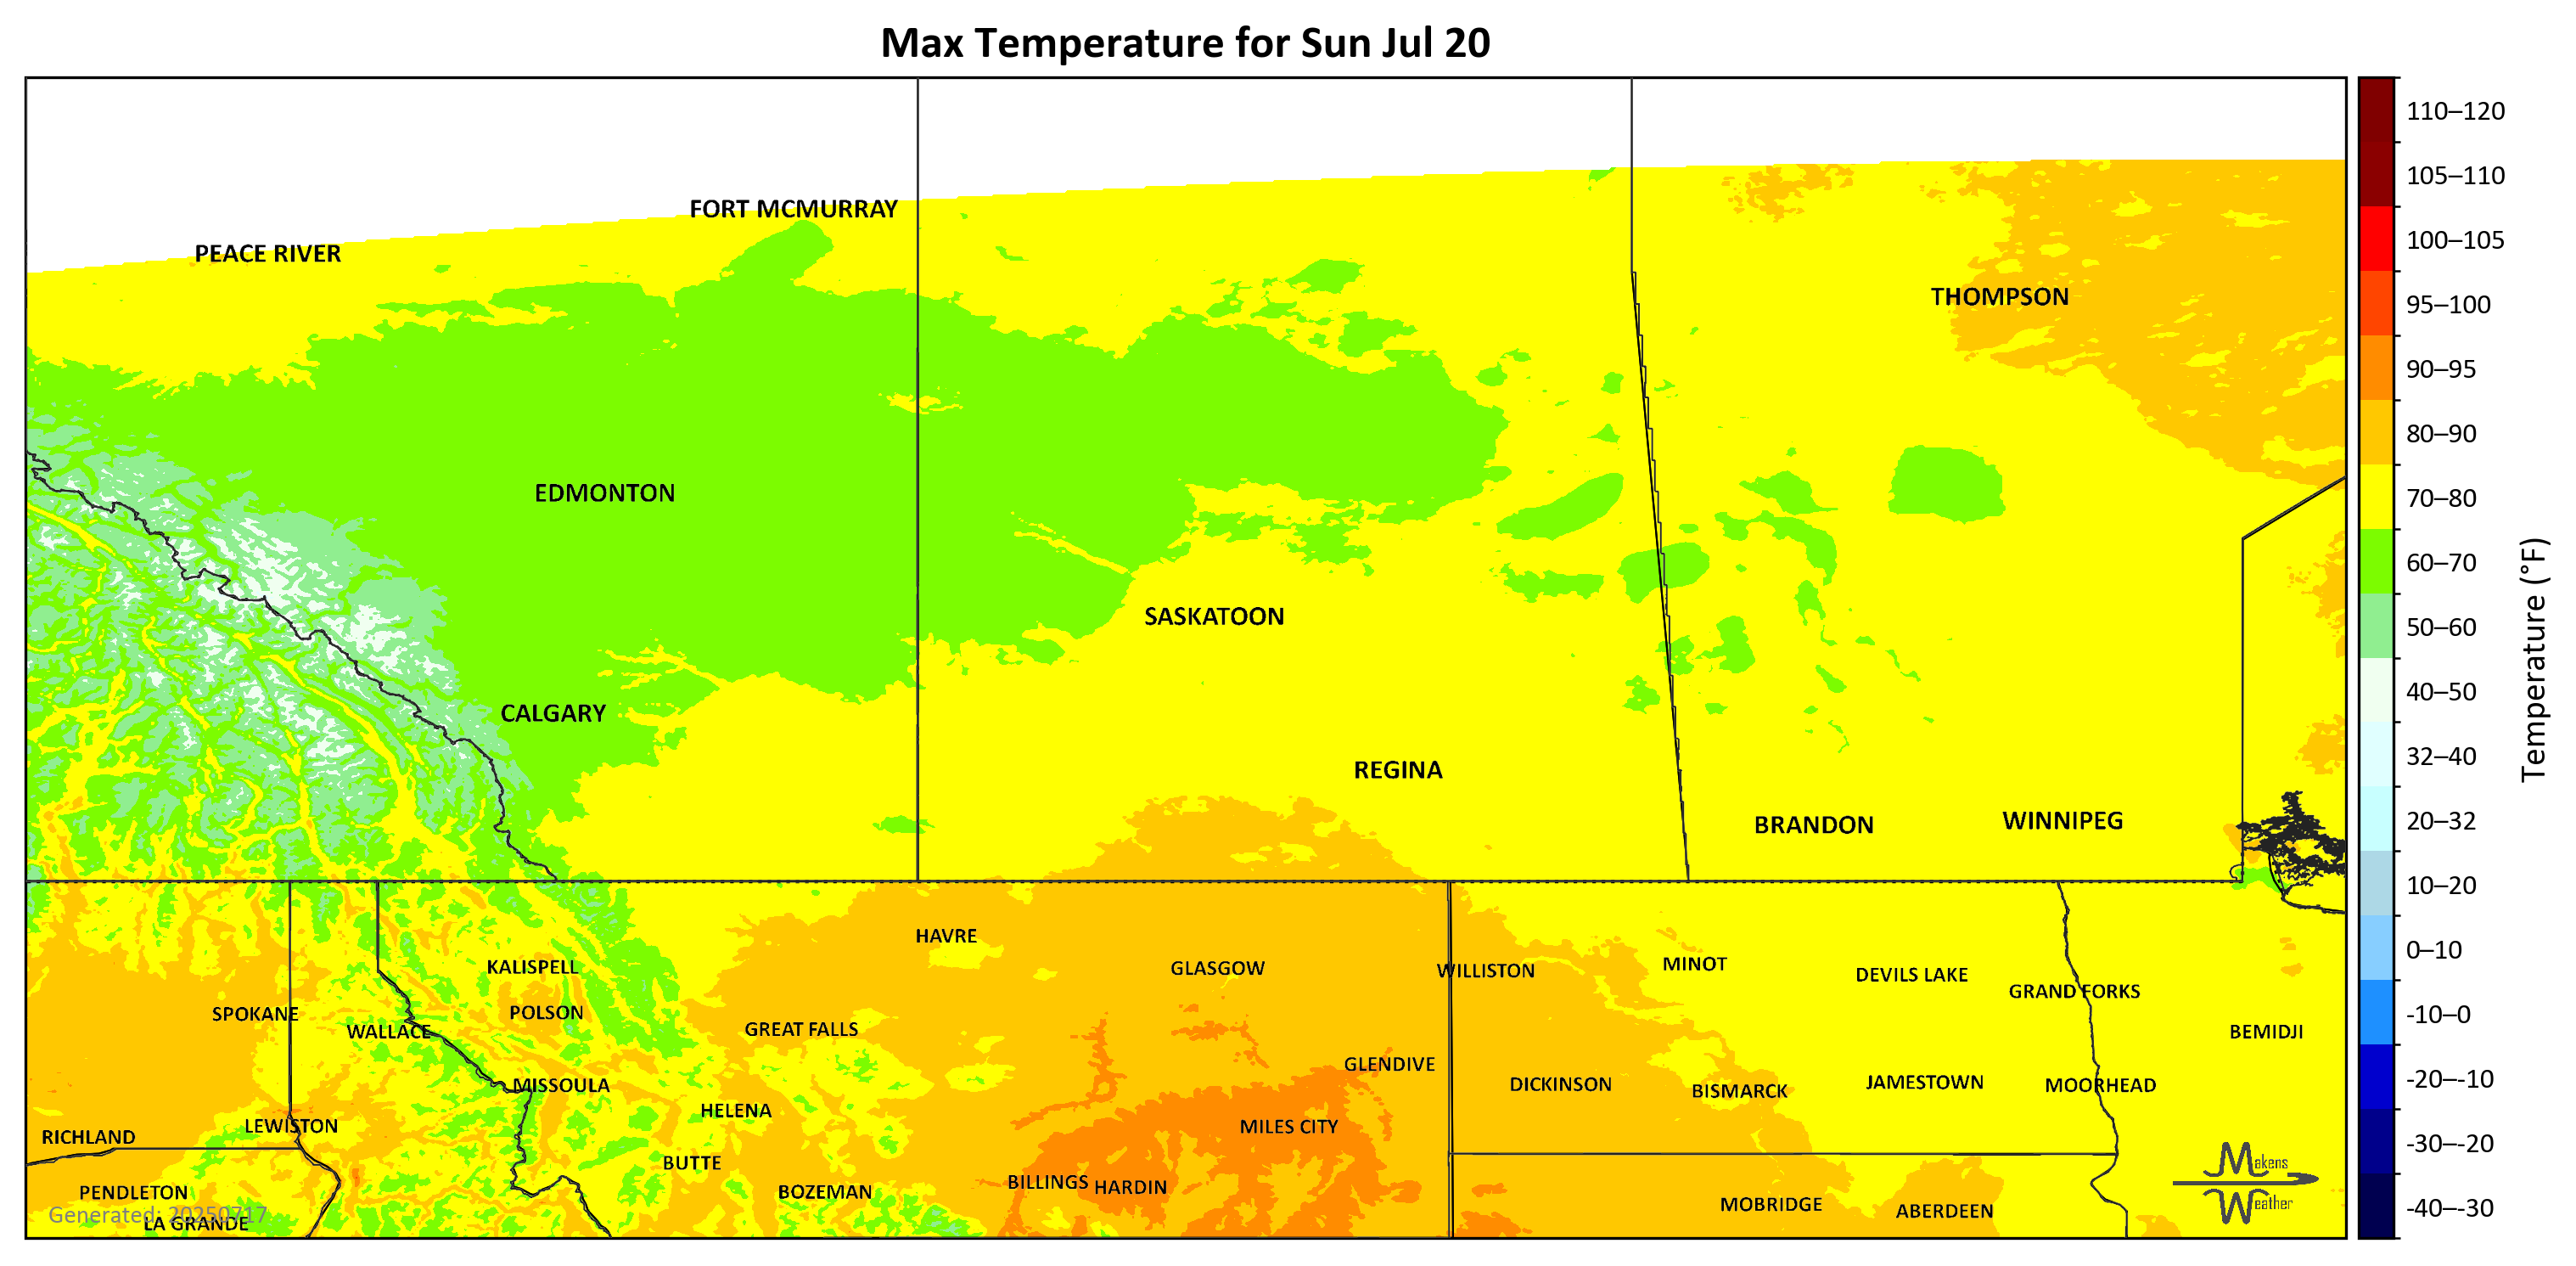 Max Temperature for Sun Jul 20
FORT MCMURRAY
PEACE RIVER
THOMPSON
EDMONTON
SASKATOON
CALGARY
REGINA
BRANDON
WINNIPEG
HAVRE
KALISPELL
GLASGOW
WILLISTON
MINOT
DEVILS LAKE
GRAND FORKS
SPOKANE
POLSON
WALLACE
GREAT FALLS
BEMIDJI
GLENDIVE
MISSOULA
DICKINSON
BISMARCK
JAMESTOWN
MOORHEAD
HELENA
LEWISTON
MILES CITY
RICHLAND
BUTTE
BILLINGS
HARDIN
PENDLETON
BOZEMAN
MOBRIDGE
ABERDEEN
Generated: 20250717
LA GRANDE
Makens
Weather
110–120
105–110
100–105
95–100
90–95
80–90
70–80
60–70
50–60
40–50
32–40
20–32
10–20
0–10
-10–0
-20–-10
-30–-20
-40–-30
Temperature (°F)